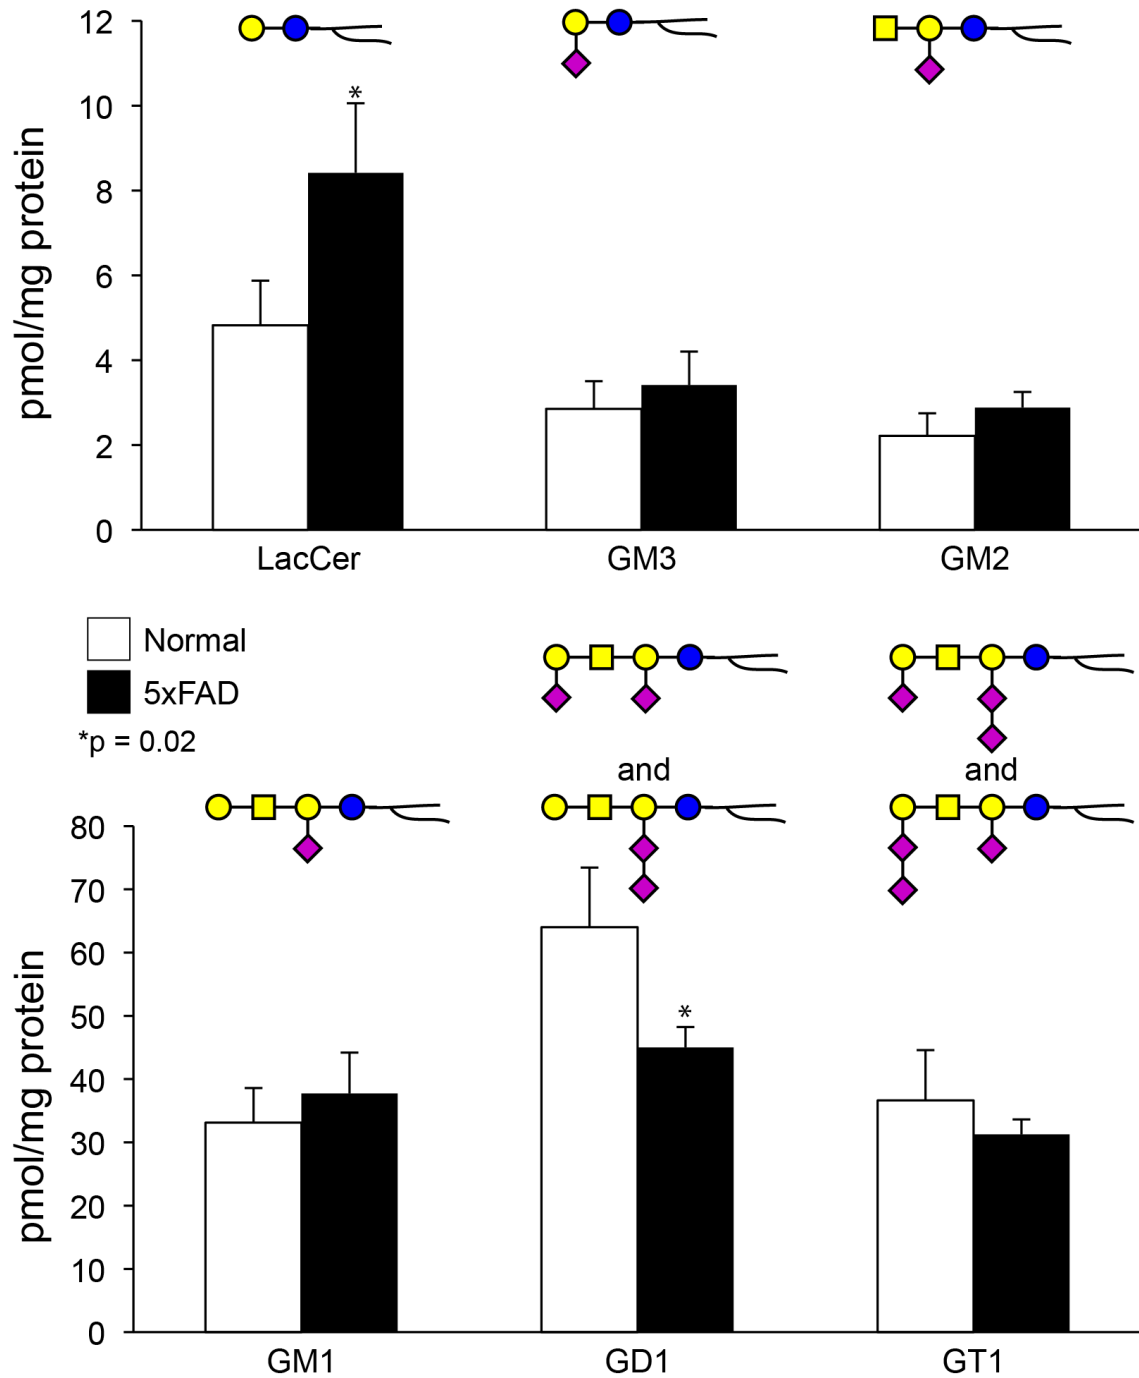 12
10
8
6
4
2
0
pmol/mg protein
*
LacCer
GM3
GM2
Normal
5xFAD
*p = 0.02
and
and
80
70
60
50
40
30
20
10
0
pmol/mg protein
*
GM1
GD1
GT1